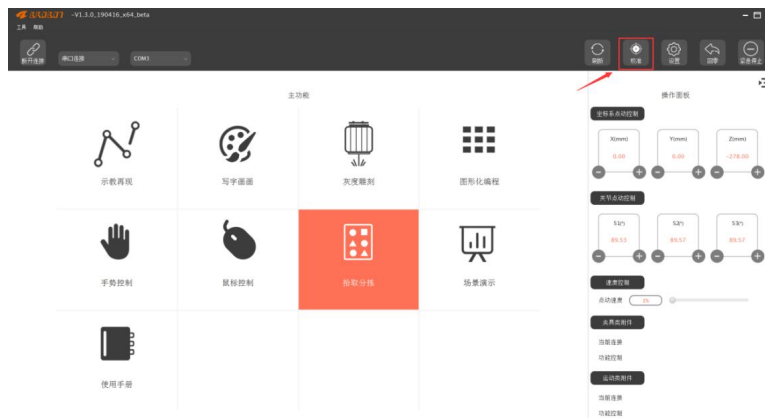 -V1.3.0_190416_x64_beta
工具 帮助
断开连接 串口连接 COM3 刷新 校准 设置 回零 紧急停止
主功能
操作面板
坐标系点动控制
X(mm) Y(mm) Z(mm)
0.00 0.00 -278.00
示教再现 写字画画 灰度雕刻 图形化编程
关节点动控制
S1(°) S2(°) S3(°)
89.53 89.57 89.57
手势控制 鼠标控制 拾取分拣 场景演示
速度控制
点动速度 25
夹具类附件
当前连接
功能控制
运动类附件
使用手册
当前连接
功能控制